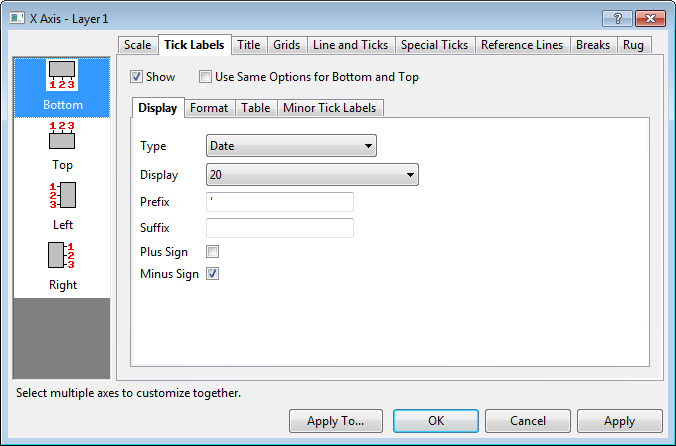 X Axis - Layer1
Scale Tick Labels Title Grids Line and Ticks Special Ticks Reference Lines Breaks Rug
1 2 3
Bottom
1 2 3
Top
1
2
3
Left
1
2
3
Right
Show Use Same Options for Bottom and Top
Display Format Table Minor Tick Labels
Type Date
Display 20
Prefix '
Suffix
Plus Sign
Minus Sign
Select multiple axes to customize together.
Apply To... OK Cancel Apply